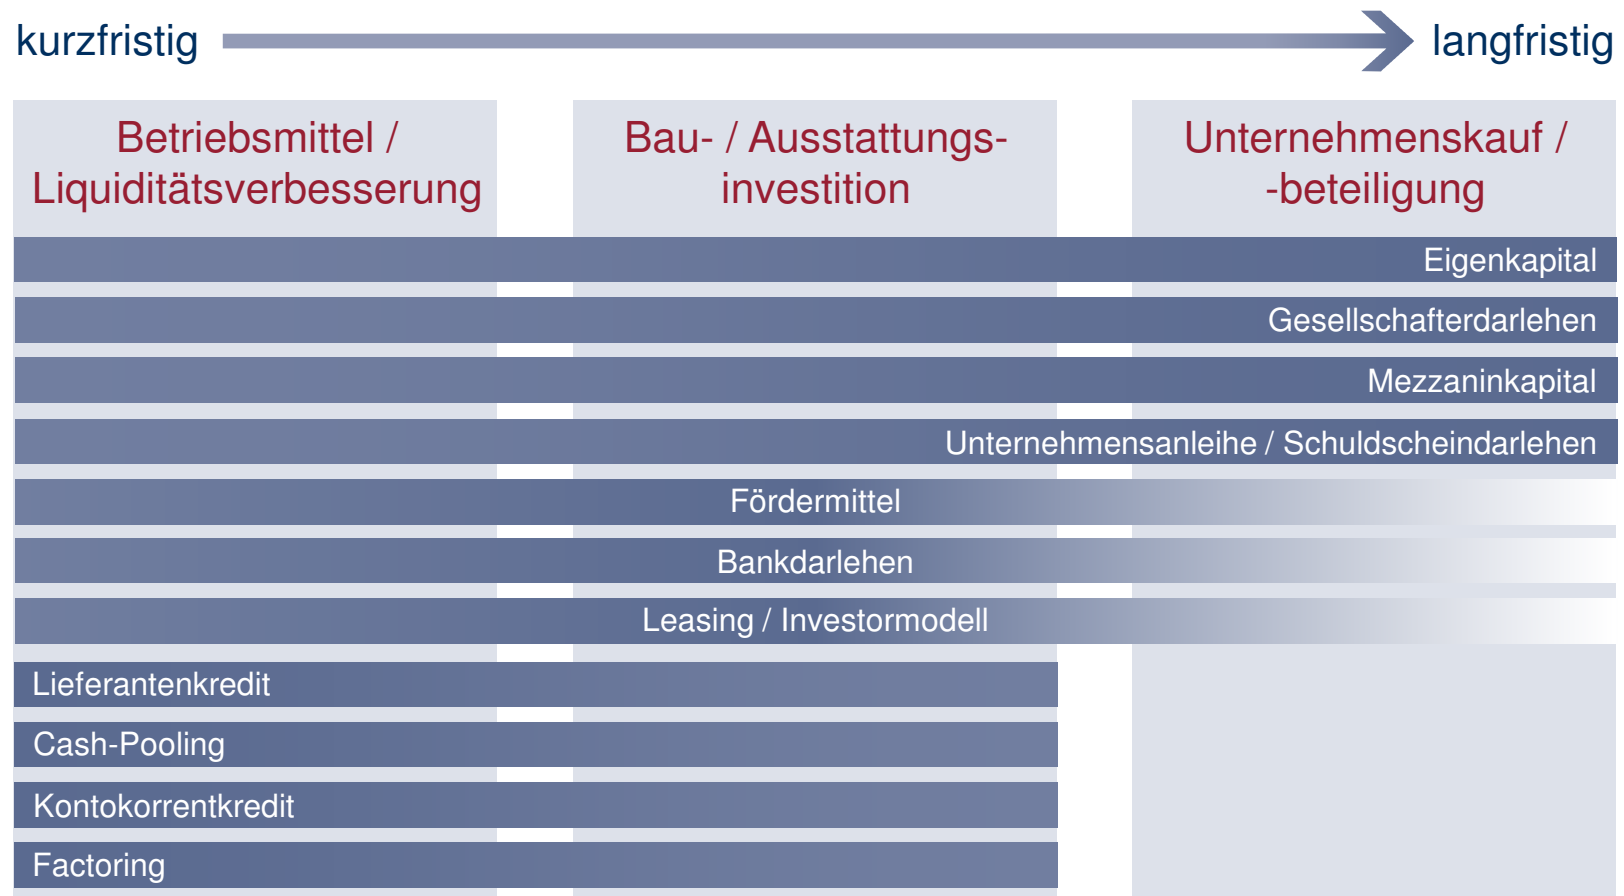 kurzfristig
langfristig
Betriebsmittel /
Liquiditätsverbesserung
Bau- / Ausstattungs-
investition
Unternehmenskauf /
-beteiligung
Eigenkapital
Gesellschafterdarlehen
Mezzaninkapital
Unternehmensanleihe / Schuldscheindarlehen
Fördermittel
Bankdarlehen
Leasing / Investormodell
Lieferantenkredit
Cash-Pooling
Kontokorrentkredit
Factoring